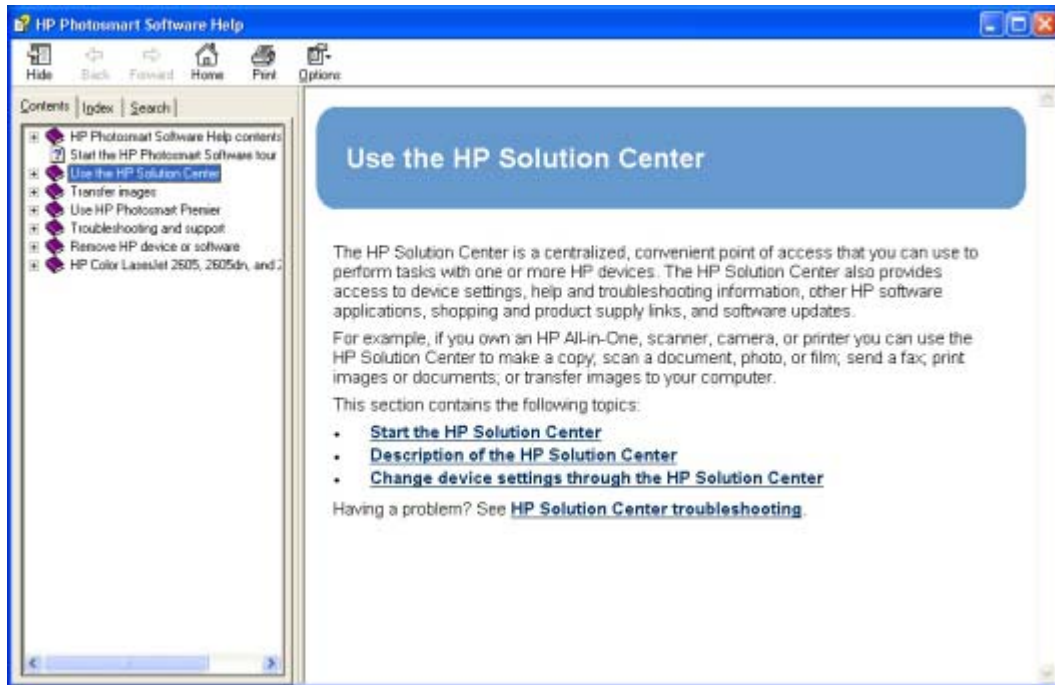 HP Photosmart Software Help
Hide Back Forward Home Print Options
Contents Index Search
HP Photosmart Software Help contents
Start the HP Photosmart Software tour
Use the HP Solution Center
Transfer images
Use HP Photosmart Premier
Troubleshooting and support
Remove HP device or software
HP Color LaserJet 2605, 2605dn, and 2
Use the HP Solution Center
The HP Solution Center is a centralized, convenient point of access that you can use to
perform tasks with one or more HP devices. The HP Solution Center also provides
access to device settings, help and troubleshooting information, other HP software
applications, shopping and product supply links, and software updates.
For example, if you own an HP All-in-One, scanner, camera, or printer you can use the
HP Solution Center to make a copy; scan a document, photo, or film; send a fax; print
images or documents; or transfer images to your computer.
This section contains the following topics:
• Start the HP Solution Center
• Description of the HP Solution Center
• Change device settings through the HP Solution Center
Having a problem? See HP Solution Center troubleshooting.